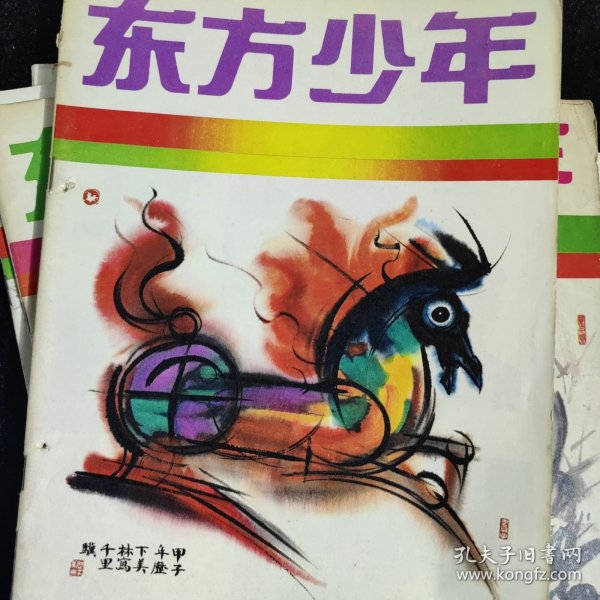 东方少年
甲子
年歷
下美
林寫
千里
驥
孔夫子旧书网
www.kongfz.com